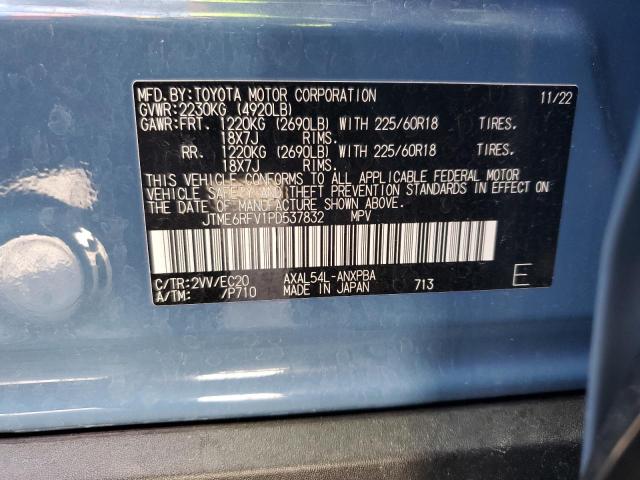 MFD.BY:TOYOTA MOTOR CORPORATION 11/22
GVWR:2230KG (4920LB)
GAWR:FRT. 1220KG (2690LB) WITH 225/60R18 TIRES.
18X7J RIMS.
RR. 1220KG (2690LB) WITH 225/60R18 TIRES.
18X7J RIMS.
THIS VEHICLE CONFORMS TO ALL APPLICABLE FEDERAL MOTOR
VEHICLE SAFETY AND THEFT PREVENTION STANDARDS IN EFFECT ON
THE DATE OF MANUFACTURE SHOWN ABOVE.
JTME6RFV1PD537832 MPV
C/TR:2VV/EC20 AXAL54L-ANXPBA
A/TM: /P710 MADE IN JAPAN 713 E